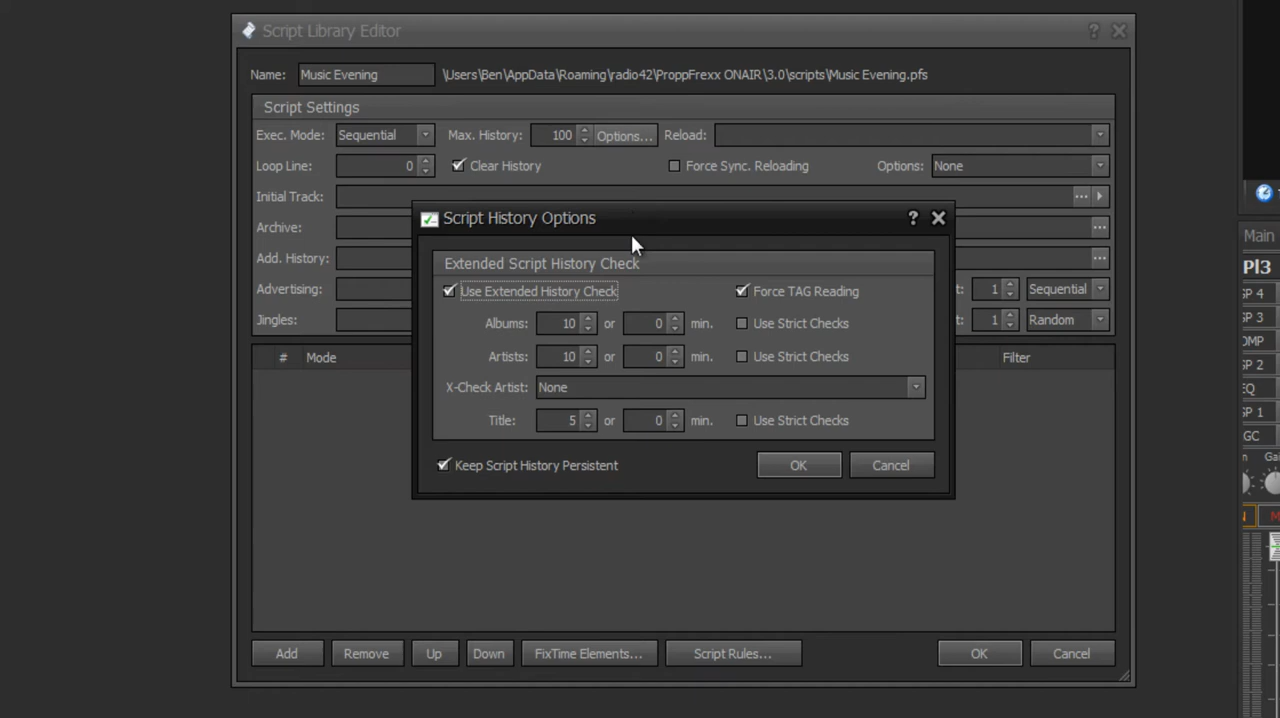 Script Library Editor
Name: Music Evening \Users\Ben\AppData\Roaming\radio42\ProppFrexx ONAIR\3.0\scripts\Music Evening.pfs
Script Settings
Exec. Mode: Sequential Max. History: 100 Options... Reload:
Loop Line: 0 Clear History Force Sync. Reloading Options: None
Initial Track: ...
Archive: ...
Add. History: ...
Advertising: t: 1 Sequential
Jingles: t: 1 Random
# Mode Filter
Script History Options
Extended Script History Check
Use Extended History Check Force TAG Reading
Albums: 10 or 0 min. Use Strict Checks
Artists: 10 or 0 min. Use Strict Checks
X-Check Artist: None
Title: 5 or 0 min. Use Strict Checks
Keep Script History Persistent OK Cancel
Add Remove Up Down FixTime Elements... Script Rules... OK Cancel
Main
Pl3
SP 4
SP 3
OMP
SP 2
EQ
SP 1
GC
Gai